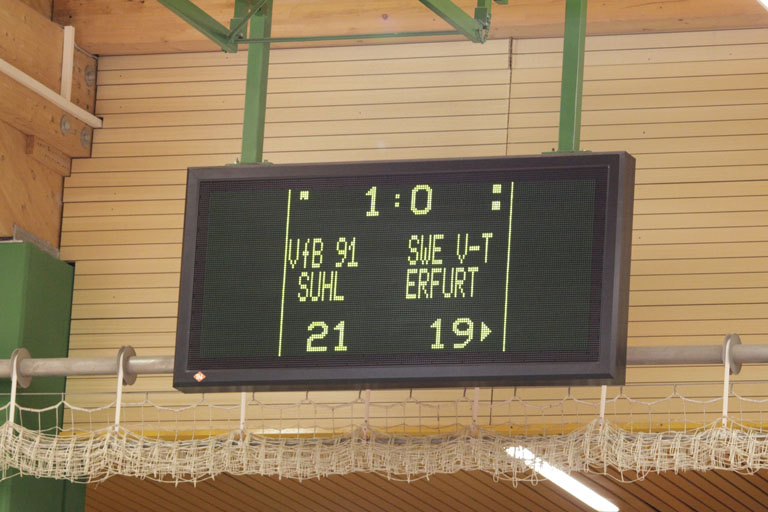 1:0
VfB 91 SWE V-T
SUHL ERFURT
21 19